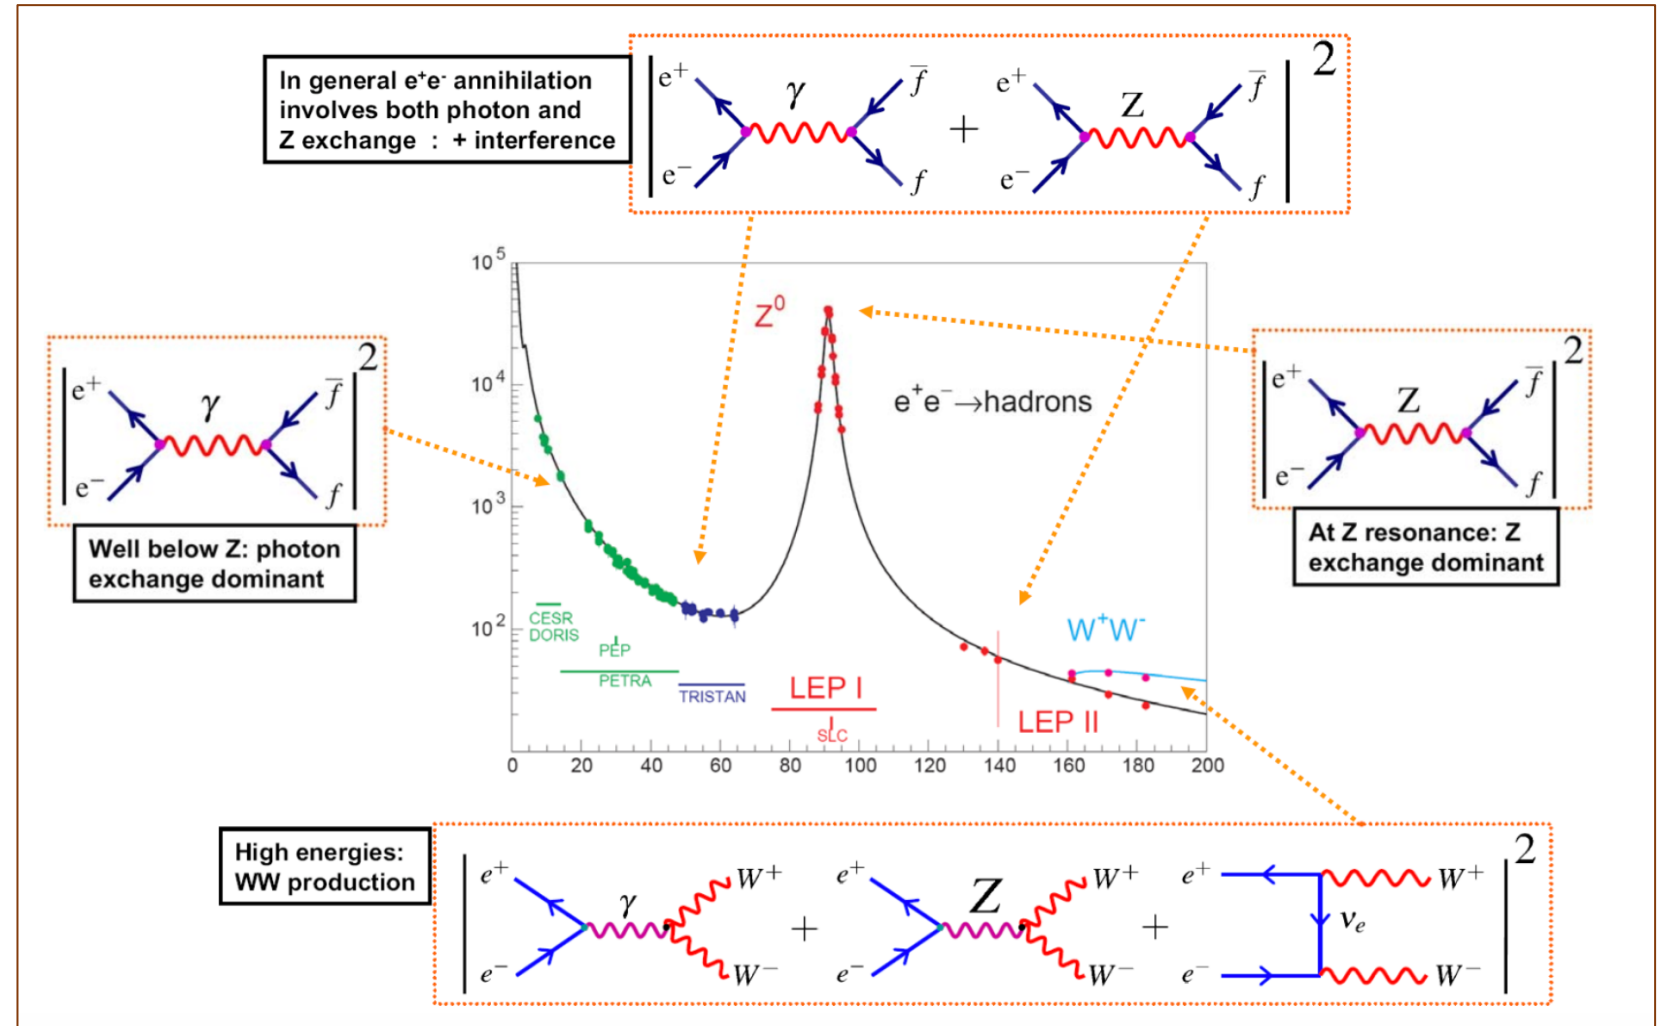 In general e⁺e⁻ annihilation
involves both photon and
Z exchange : + interference
e⁺ γ f̅
e⁻ f
+
e⁺ Z f̅
e⁻ f
2
e⁺ γ f̅
e⁻ f
2
Well below Z: photon
exchange dominant
10⁵
10⁴
10³
10²
Z⁰
e⁺e⁻→hadrons
CESR
DORIS
PEP
PETRA
TRISTAN
LEP I
SLC
W⁺W⁻
LEP II
0 20 40 60 80 100 120 140 160 180 200
e⁺ Z f̅
e⁻ f
2
At Z resonance: Z
exchange dominant
High energies:
WW production
e⁺ γ W⁺
e⁻ W⁻
+
e⁺ Z W⁺
e⁻ W⁻
+
e⁺ W⁺
νₑ
e⁻ W⁻
2